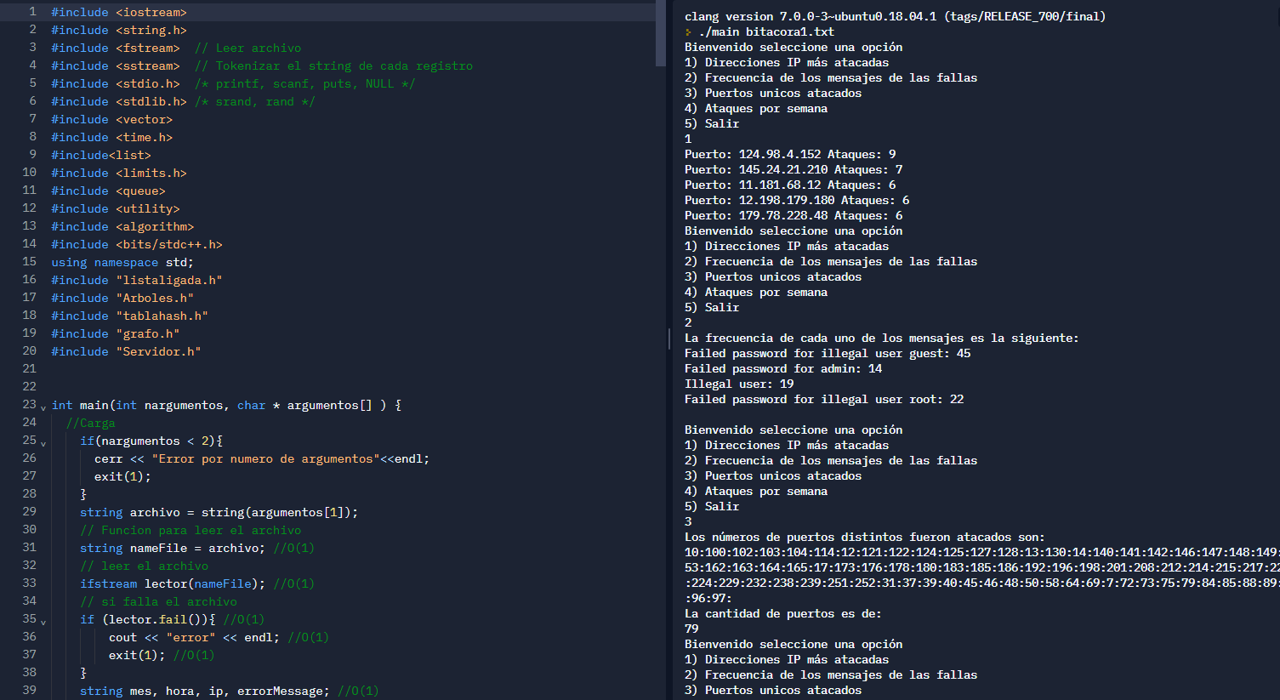 1 #include <iostream>
2 #include <string.h>
3 #include <fstream>  // Leer archivo
4 #include <sstream>  // Tokenizar el string de cada registro
5 #include <stdio.h>  /* printf, scanf, puts, NULL */
6 #include <stdlib.h> /* srand, rand */
7 #include <vector>
8 #include <time.h>
9 #include<list>
10 #include <limits.h>
11 #include <queue>
12 #include <utility>
13 #include <algorithm>
14 #include <bits/stdc++.h>
15 using namespace std;
16 #include "listaligada.h"
17 #include "Arboles.h"
18 #include "tablahash.h"
19 #include "grafo.h"
20 #include "Servidor.h"
21
22
23 int main(int nargumentos, char * argumentos[] ) {
24 //Carga
25 if(nargumentos < 2){
26 cerr << "Error por numero de argumentos"<<endl;
27 exit(1);
28 }
29 string archivo = string(argumentos[1]);
30 // Funcion para leer el archivo
31 string nameFile = archivo; //O(1)
32 // leer el archivo
33 ifstream lector(nameFile); //O(1)
34 // si falla el archivo
35 if (lector.fail()){ //O(1)
36 cout << "error" << endl; //O(1)
37 exit(1); //O(1)
38 }
39 string mes, hora, ip, errorMessage; //O(1)
clang version 7.0.0-3~ubuntu0.18.04.1 (tags/RELEASE_700/final)
> ./main bitacora1.txt
Bienvenido seleccione una opción
1) Direcciones IP más atacadas
2) Frecuencia de los mensajes de las fallas
3) Puertos unicos atacados
4) Ataques por semana
5) Salir
1
Puerto: 124.98.4.152 Ataques: 9
Puerto: 145.24.21.210 Ataques: 7
Puerto: 11.181.68.12 Ataques: 6
Puerto: 12.198.179.180 Ataques: 6
Puerto: 179.78.228.48 Ataques: 6
Bienvenido seleccione una opción
1) Direcciones IP más atacadas
2) Frecuencia de los mensajes de las fallas
3) Puertos unicos atacados
4) Ataques por semana
5) Salir
2
La frecuencia de cada uno de los mensajes es la siguiente:
Failed password for illegal user guest: 45
Failed password for admin: 14
Illegal user: 19
Failed password for illegal user root: 22
Bienvenido seleccione una opción
1) Direcciones IP más atacadas
2) Frecuencia de los mensajes de las fallas
3) Puertos unicos atacados
4) Ataques por semana
5) Salir
3
Los números de puertos distintos fueron atacados son:
10:100:102:103:104:114:12:121:122:124:125:127:128:13:130:14:140:141:142:146:147:148:149:
53:162:163:164:165:17:173:176:178:180:183:185:186:192:196:198:201:208:212:214:215:217:22
:224:229:232:238:239:251:252:31:37:39:40:45:46:48:50:58:64:69:7:72:73:75:79:84:85:88:89:
:96:97:
La cantidad de puertos es de:
79
Bienvenido seleccione una opción
1) Direcciones IP más atacadas
2) Frecuencia de los mensajes de las fallas
3) Puertos unicos atacados